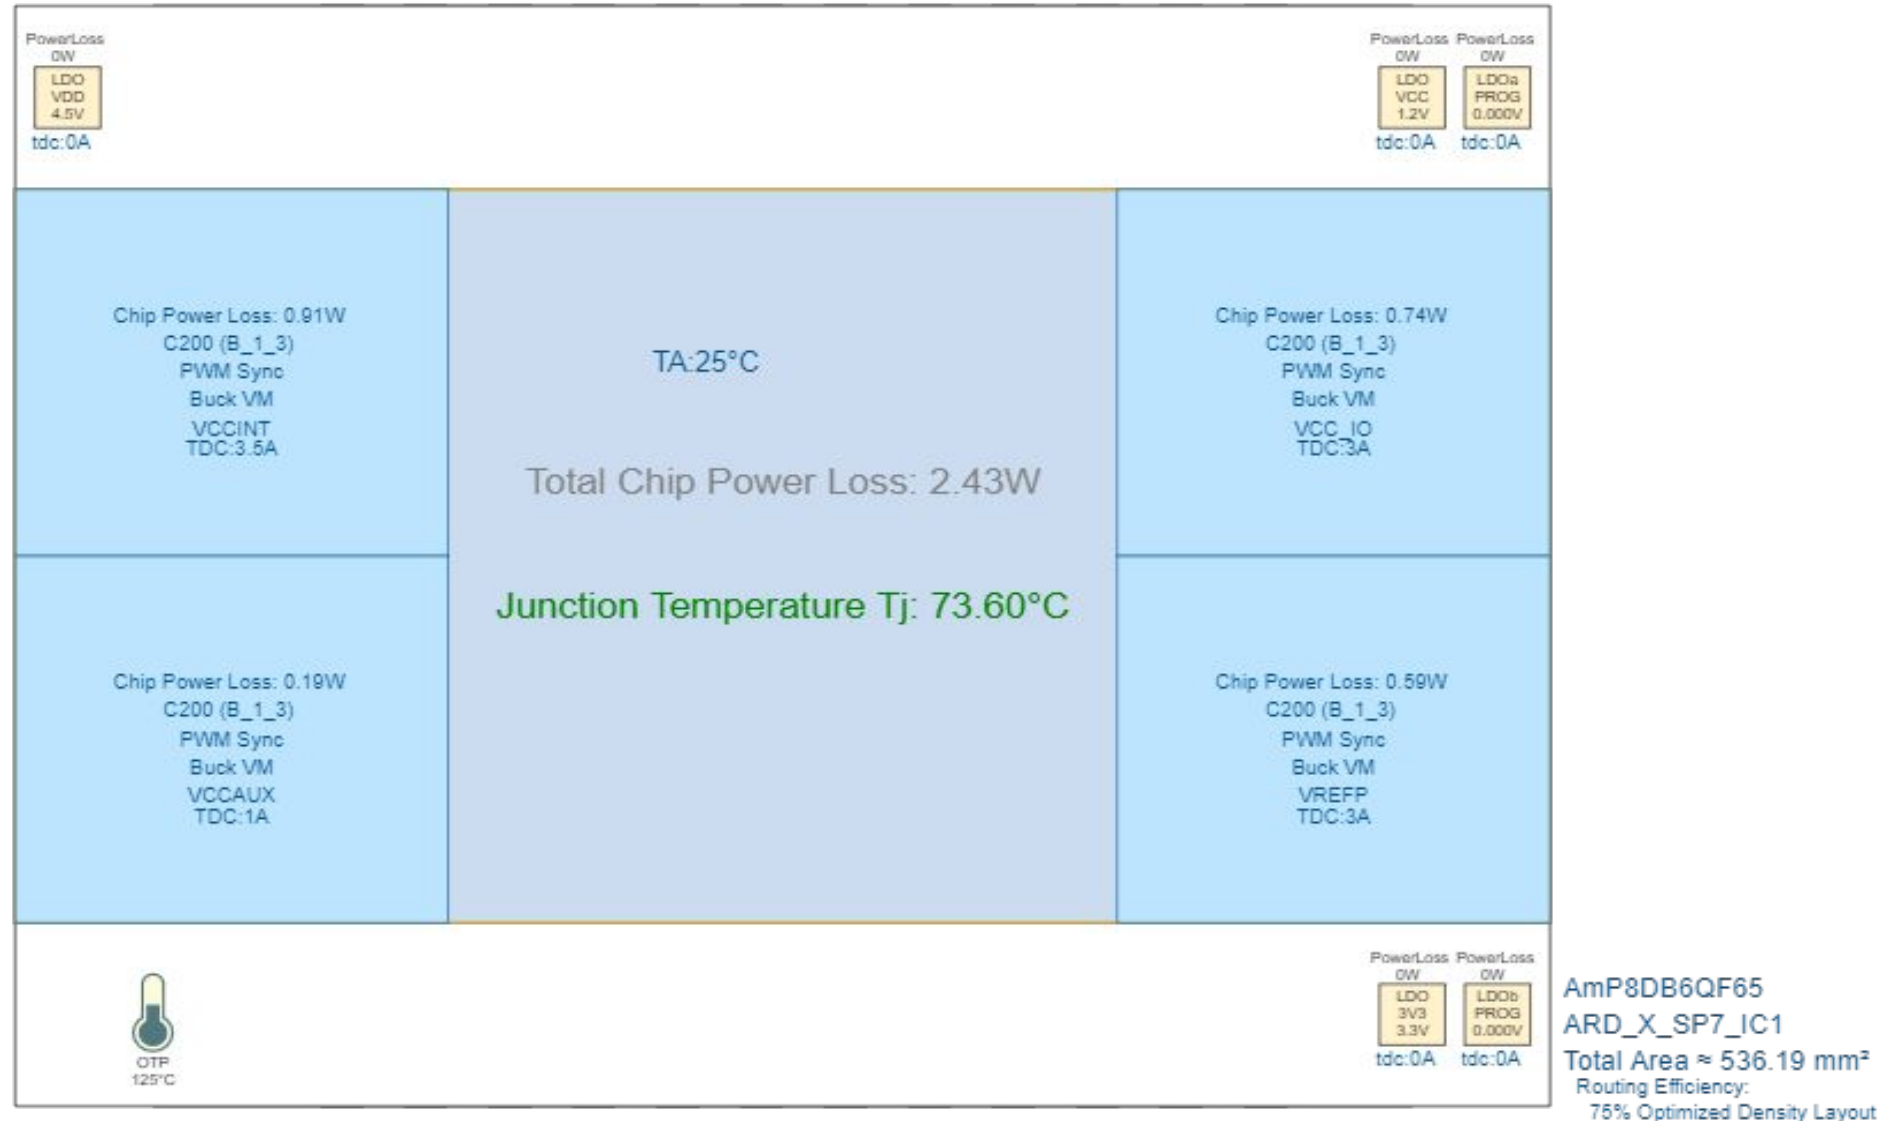 PowerLoss
0W
LDO
VDD
4.5V
tdc:0A
PowerLoss PowerLoss
0W 0W
LDO LDOa
VCC PROG
1.2V 0.000V
tdc:0A tdc:0A
Chip Power Loss: 0.91W
C200 (B_1_3)
PWM Sync
Buck VM
VCCINT
TDC:3.5A
TA:25°C
Total Chip Power Loss: 2.43W
Junction Temperature Tj: 73.60°C
Chip Power Loss: 0.74W
C200 (B_1_3)
PWM Sync
Buck VM
VCC_IO
TDC:3A
Chip Power Loss: 0.19W
C200 (B_1_3)
PWM Sync
Buck VM
VCCAUX
TDC:1A
Chip Power Loss: 0.59W
C200 (B_1_3)
PWM Sync
Buck VM
VREFP
TDC:3A
OTP
125°C
PowerLoss PowerLoss
0W 0W
LDO LDOb
3V3 PROG
3.3V 0.000V
tdc:0A tdc:0A
AmP8DB6QF65
ARD_X_SP7_IC1
Total Area ≈ 536.19 mm²
Routing Efficiency:
75% Optimized Density Layout